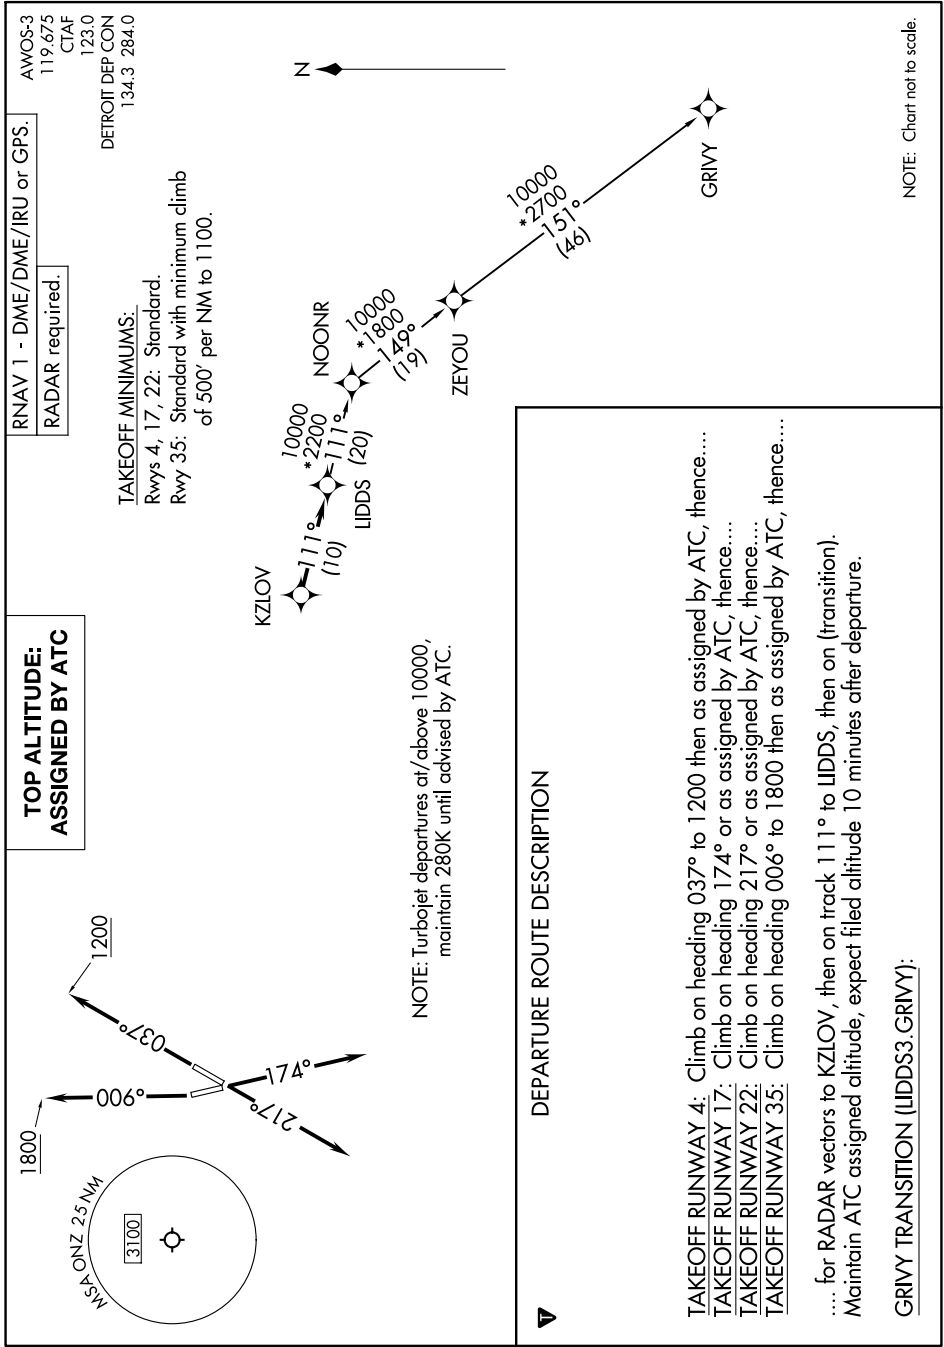 RNAV 1 - DME/DME/IRU or GPS.
RADAR required.
AWOS-3
119.675
CTAF
123.0
DETROIT DEP CON
134.3 284.0
TOP ALTITUDE:
ASSIGNED BY ATC
TAKEOFF MINIMUMS:
Rwys 4, 17, 22: Standard.
Rwy 35: Standard with minimum climb
of 500' per NM to 1100.
N
MSA ONZ 25 NM
3100
1800
1200
006°
037°
174°
217°
KZLOV
111°
(10)
LIDDS
10000
*2200
111°
(20)
NOONR
10000
*1800
149°
(19)
ZEYOU
10000
*2700
151°
(46)
GRIVY
NOTE: Turbojet departures at/above 10000,
maintain 280K until advised by ATC.
NOTE: Chart not to scale.
T
DEPARTURE ROUTE DESCRIPTION
TAKEOFF RUNWAY 4: Climb on heading 037° to 1200 then as assigned by ATC, thence....
TAKEOFF RUNWAY 17: Climb on heading 174° or as assigned by ATC, thence....
TAKEOFF RUNWAY 22: Climb on heading 217° or as assigned by ATC, thence....
TAKEOFF RUNWAY 35: Climb on heading 006° to 1800 then as assigned by ATC, thence....
.... for RADAR vectors to KZLOV, then on track 111° to LIDDS, then on (transition).
Maintain ATC assigned altitude, expect filed altitude 10 minutes after departure.
GRIVY TRANSITION (LIDDS3.GRIVY):